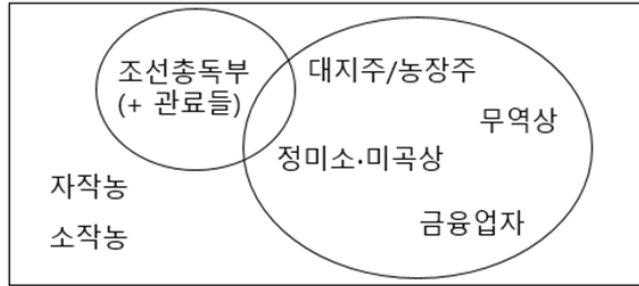 조선총독부
(+ 관료들)
대지주/농장주
무역상
정미소·미곡상
자작농
소작농
금융업자